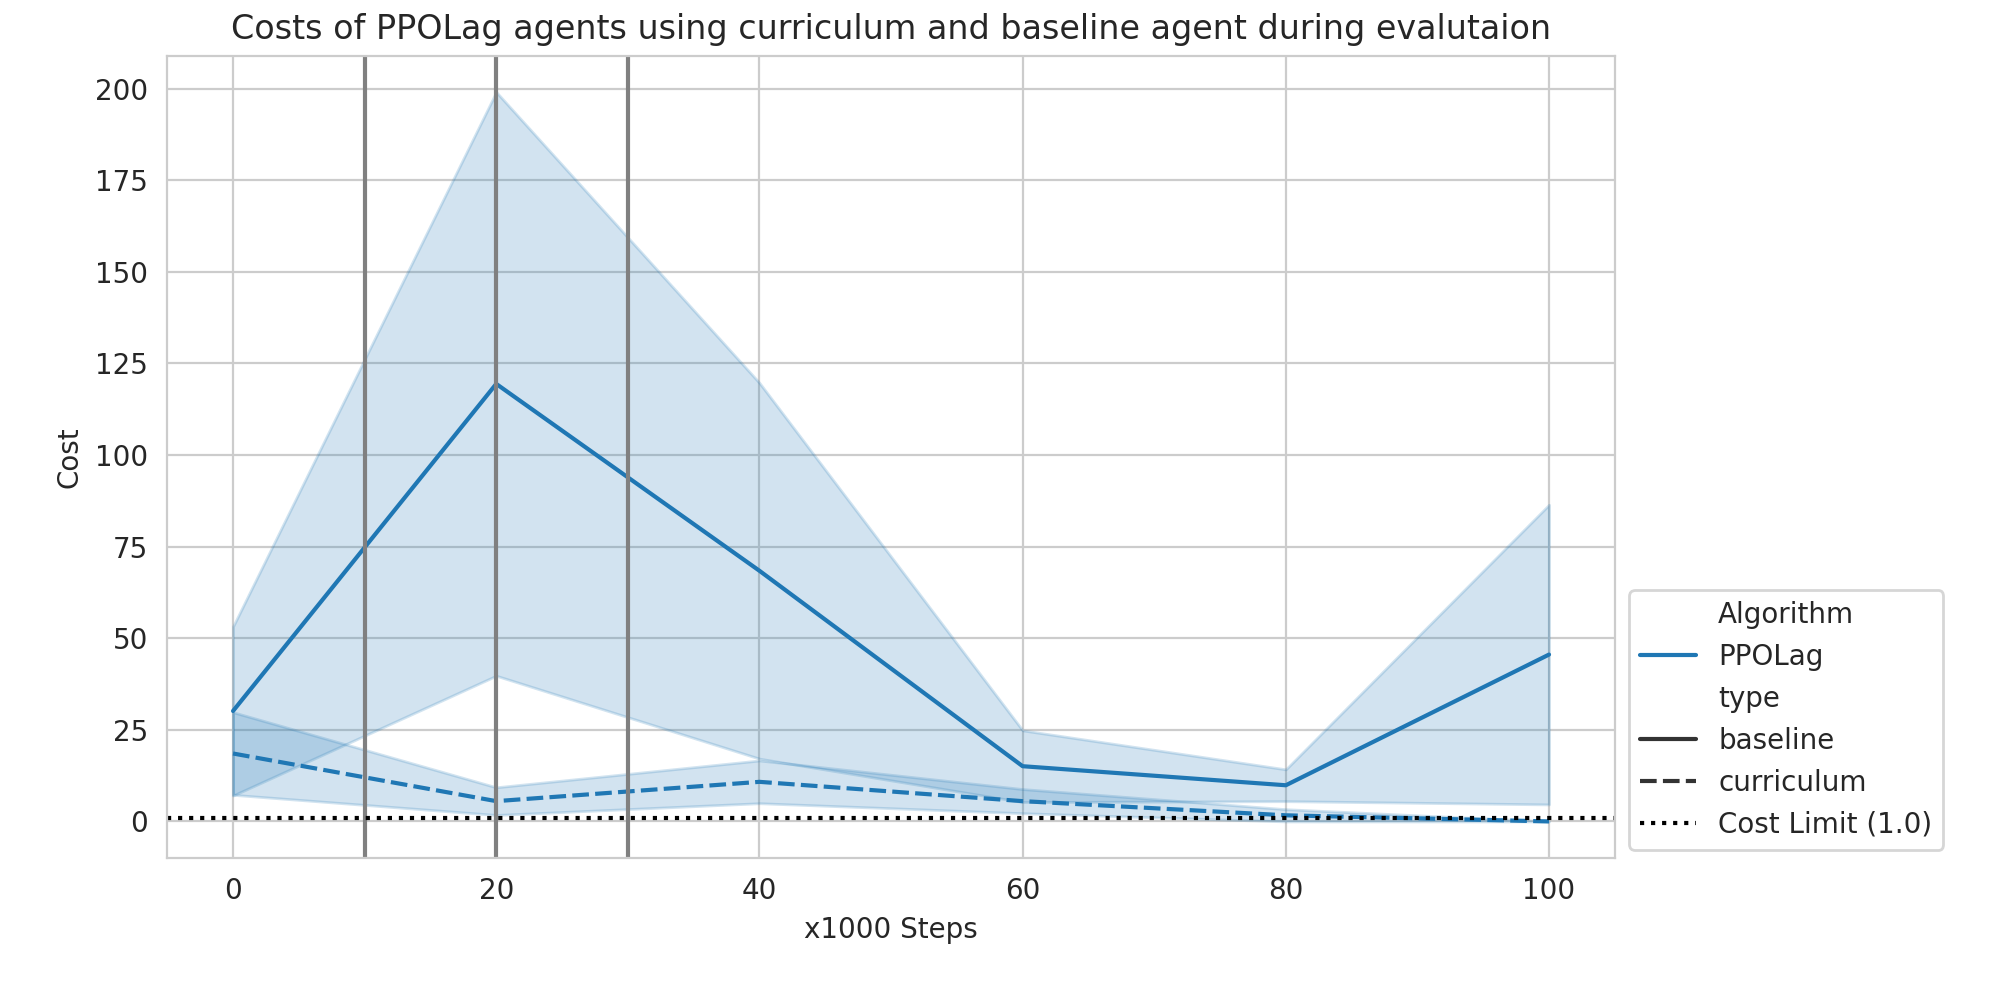 Costs of PPOLag agents using curriculum and baseline agent during evalutaion
200
175
150
125
100
75
50
25
0
Cost
0 20 40 60 80 100
x1000 Steps
Algorithm
PPOLag
type
baseline
curriculum
Cost Limit (1.0)